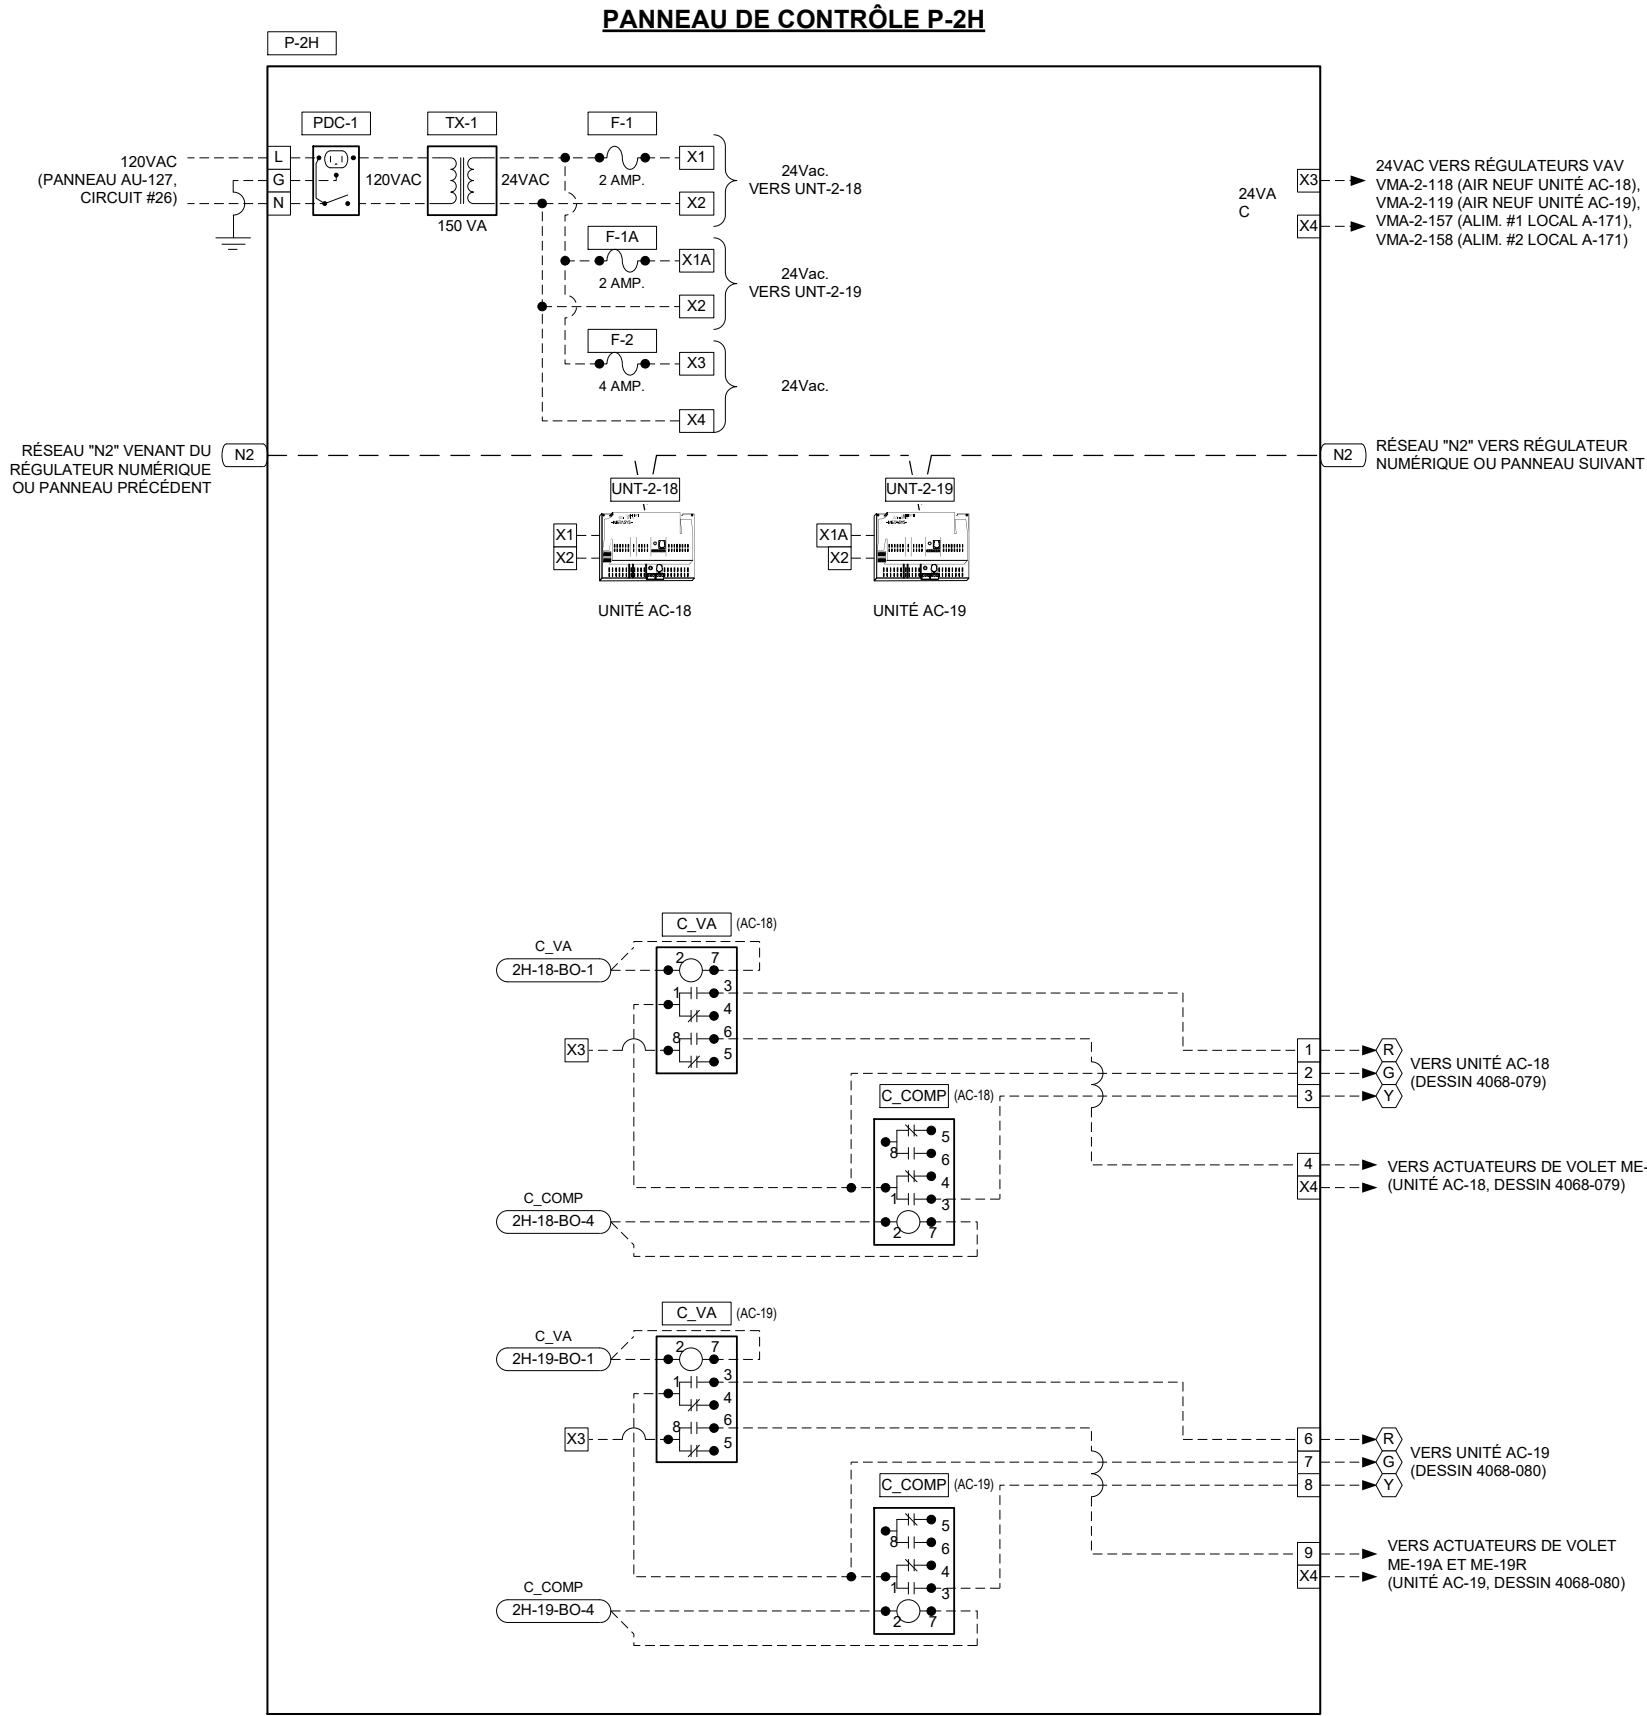 PANNEAU DE CONTRÔLE P-2H
P-2H
PDC-1
TX-1
F-1
L
G
N
120VAC
(PANNEAU AU-127,
CIRCUIT #26)
120VAC
24VAC
150 VA
2 AMP.
X1
X2
24Vac.
VERS UNT-2-18
F-1A
2 AMP.
X1A
X2
24Vac.
VERS UNT-2-19
F-2
4 AMP.
X3
X4
24Vac.
24VA
C
X3
X4
24VAC VERS RÉGULATEURS VAV
VMA-2-118 (AIR NEUF UNITÉ AC-18),
VMA-2-119 (AIR NEUF UNITÉ AC-19),
VMA-2-157 (ALIM. #1 LOCAL A-171),
VMA-2-158 (ALIM. #2 LOCAL A-171)
RÉSEAU "N2" VENANT DU
RÉGULATEUR NUMÉRIQUE
OU PANNEAU PRÉCÉDENT
N2
N2
RÉSEAU "N2" VERS RÉGULATEUR
NUMÉRIQUE OU PANNEAU SUIVANT
UNT-2-18
X1
X2
UNITÉ AC-18
UNT-2-19
X1A
X2
UNITÉ AC-19
C_VA (AC-18)
C_VA
2H-18-BO-1
2 7
1 3
4
8 6
5
X3
1 R
2 G
3 Y
VERS UNITÉ AC-18
(DESSIN 4068-079)
C_COMP (AC-18)
5
8 6
4
1 3
2 7
4
X4
VERS ACTUATEURS DE VOLET ME-
(UNITÉ AC-18, DESSIN 4068-079)
C_COMP
2H-18-BO-4
C_VA (AC-19)
C_VA
2H-19-BO-1
2 7
1 3
4
8 6
5
X3
6 R
7 G
8 Y
VERS UNITÉ AC-19
(DESSIN 4068-080)
C_COMP (AC-19)
5
8 6
4
1 3
2 7
9
X4
VERS ACTUATEURS DE VOLET
ME-19A ET ME-19R
(UNITÉ AC-19, DESSIN 4068-080)
C_COMP
2H-19-BO-4